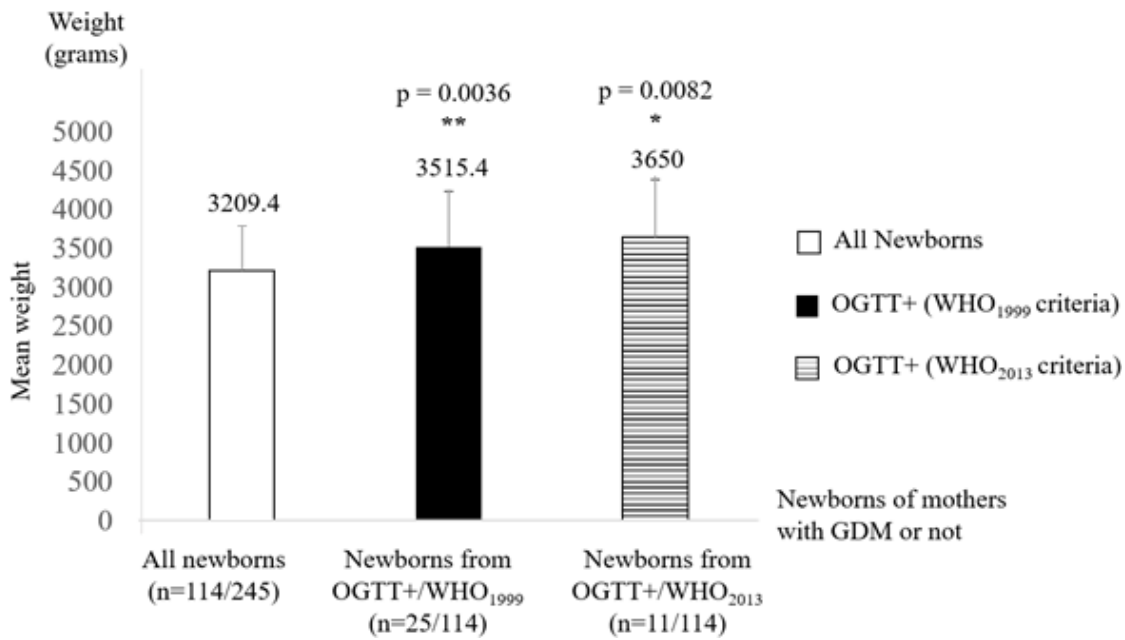 Weight
(grams)
p = 0.0036
p = 0.0082
**
*
5000
4500
4000
3500
3000
2500
2000
1500
1000
500
0
3209.4
3515.4
3650
Mean weight
All Newborns
OGTT+ (WHO1999 criteria)
OGTT+ (WHO2013 criteria)
Newborns of mothers
with GDM or not
All newborns
(n=114/245)
Newborns from
OGTT+/WHO1999
(n=25/114)
Newborns from
OGTT+/WHO2013
(n=11/114)